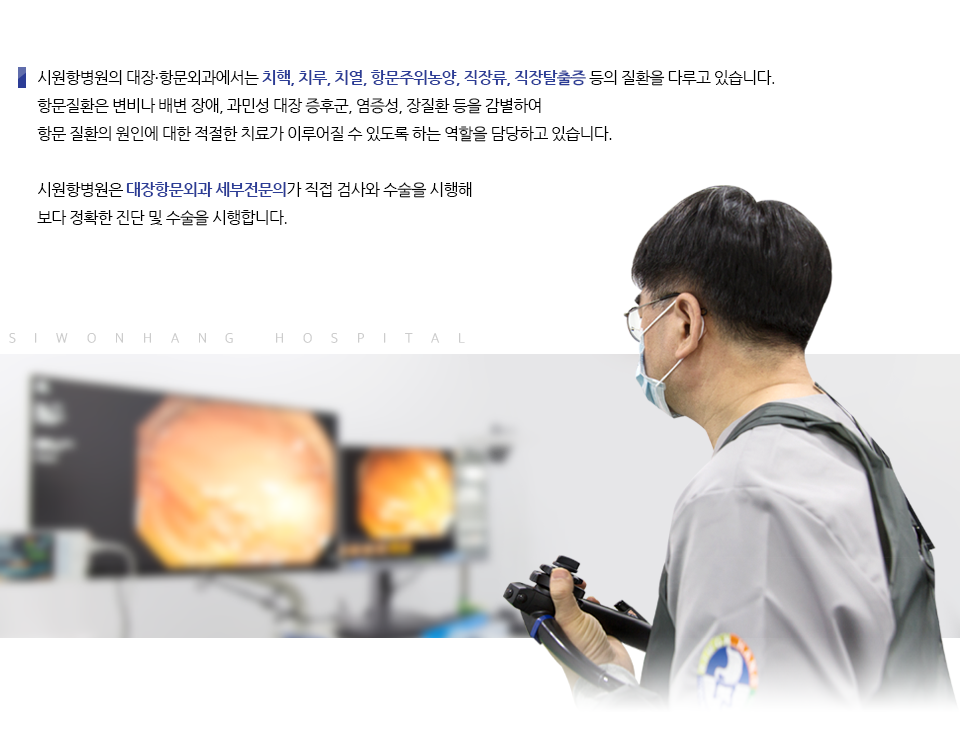 시원항병원의 대장·항문외과에서는 치핵, 치루, 치열, 항문주위농양, 직장류, 직장탈출증 등의 질환을 다루고 있습니다.
항문질환은 변비나 배변 장애, 과민성 대장 증후군, 염증성, 장질환 등을 감별하여
항문 질환의 원인에 대한 적절한 치료가 이루어질 수 있도록 하는 역할을 담당하고 있습니다.
시원항병원은 대장항문외과 세부전문의가 직접 검사와 수술을 시행해
보다 정확한 진단 및 수술을 시행합니다.
SIWONHANG HOSPITAL